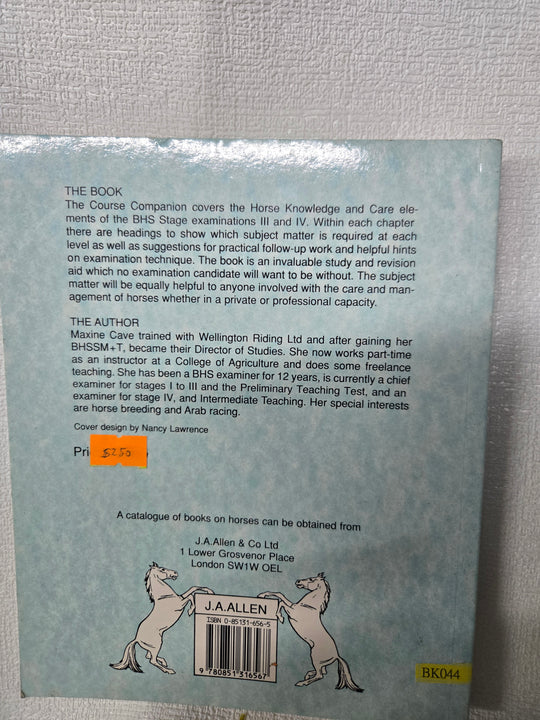 THE BOOK
The Course Companion covers the Horse Knowledge and Care ele-
ments of the BHS Stage examinations III and IV. Within each chapter
there are headings to show which subject matter is required at each
level as well as suggestions for practical follow-up work and helpful hints
on examination technique. The book is an invaluable study and revision
aid which no examination candidate will want to be without. The subject
matter will be equally helpful to anyone involved with the care and man-
agement of horses whether in a private or professional capacity.
THE AUTHOR
Maxine Cave trained with Wellington Riding Ltd and after gaining her
BHSSM+T, became their Director of Studies. She now works part-time
as an instructor at a College of Agriculture and does some freelance
teaching. She has been a BHS examiner for 12 years, is currently a chief
examiner for stages I to III and the Preliminary Teaching Test, and an
examiner for stage IV, and Intermediate Teaching. Her special interests
are horse breeding and Arab racing.
Cover design by Nancy Lawrence
Pri
$250
A catalogue of books on horses can be obtained from
J.A.Allen & Co Ltd
1 Lower Grosvenor Place
London SW1W OEL
J.A.ALLEN
ISBN 0-85131-656-5
9 780851 316567
BK044